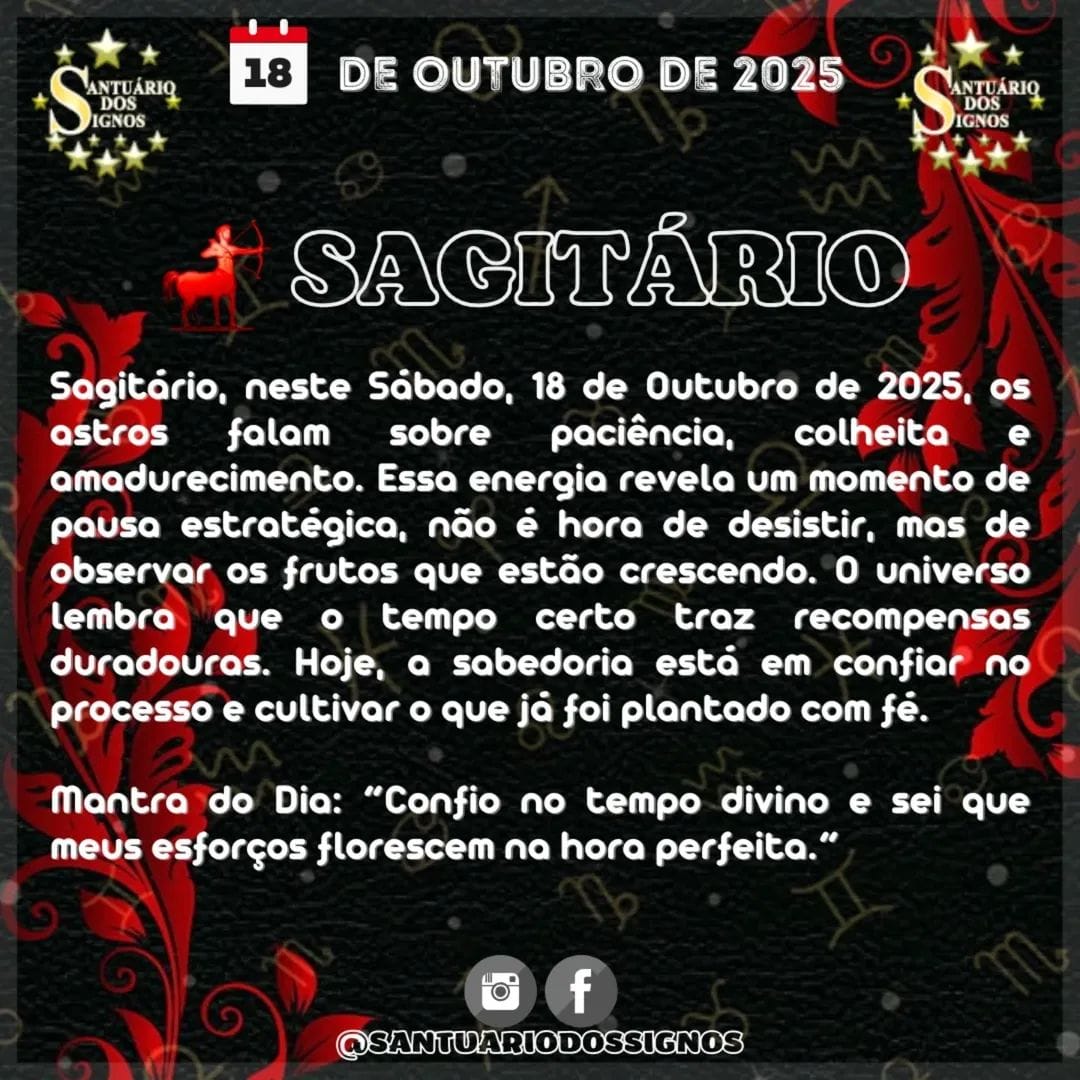 SANTUÁRIO
DOS
SIGNOS
18 DE OUTUBRO DE 2025
SANTUÁRIO
DOS
SIGNOS
SAGITÁRIO
Sagitário, neste Sábado, 18 de Outubro de 2025, os
astros falam sobre paciência, colheita e
amadurecimento. Essa energia revela um momento de
pausa estratégica, não é hora de desistir, mas de
observar os frutos que estão crescendo. O universo
lembra que o tempo certo traz recompensas
duradouras. Hoje, a sabedoria está em confiar no
processo e cultivar o que já foi plantado com fé.
Mantra do Dia: “Confio no tempo divino e sei que
meus esforços florescem na hora perfeita.”
@SANTUARIODOSSIGNOS